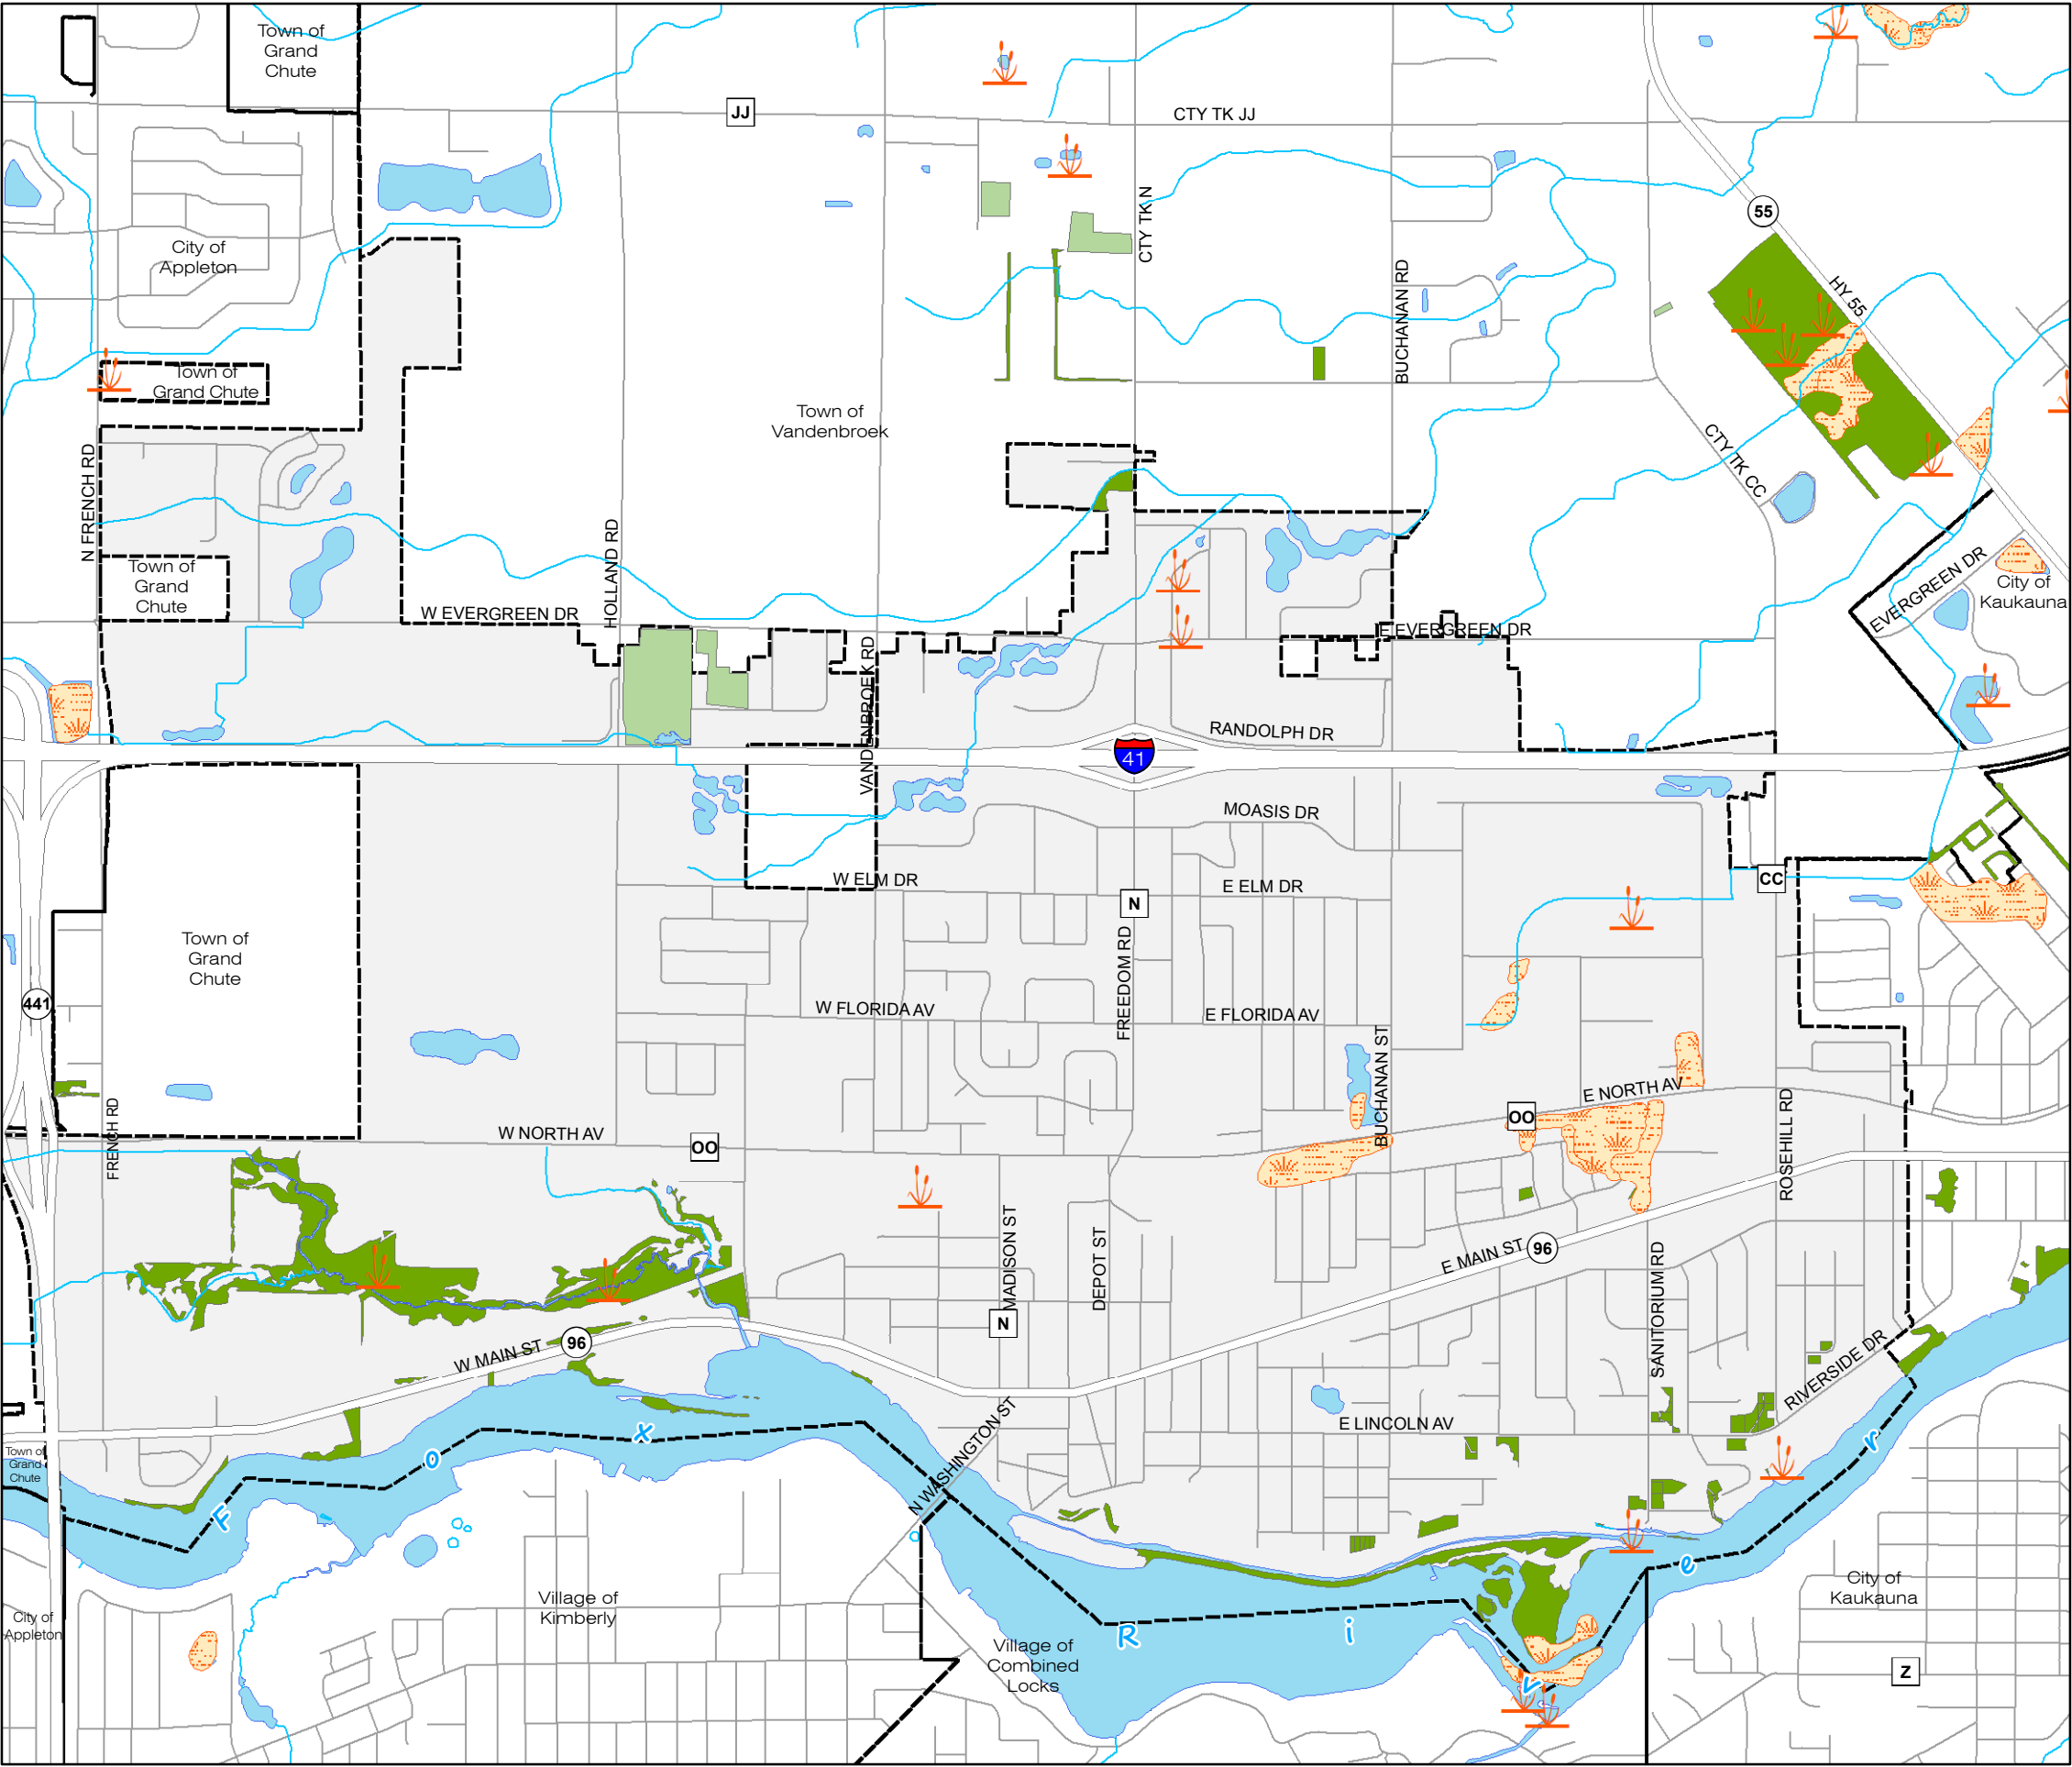 Town of
Grand
Chute
JJ
CTY TK JJ
City of
Appleton
CTY TK N
55
HY 55
BUCHANAN RD
Town of
Grand Chute
Town of
Vandenbroek
N FRENCH RD
CTY TK CC
HOLLAND RD
Town of
Grand
Chute
W EVERGREEN DR
EVERGREEN DR
City of
Kaukauna
E EVERGREEN DR
VANDENBROEK RD
RANDOLPH DR
41
MOASIS DR
W ELM DR
E ELM DR
CC
N
Town of
Grand
Chute
FREEDOM RD
441
W FLORIDA AV
E FLORIDA AV
BUCHANAN ST
E NORTH AV
OO
ROSEHILL RD
FRENCH RD
W NORTH AV
OO
MADISON ST
DEPOT ST
E MAIN ST
96
SANITORIUM RD
N
W MAIN ST
96
RIVERSIDE DR
N WASHINGTON ST
E LINCOLN AV
Town of
Grand
Chute
F o x R i v e r
City of
Appleton
Village of
Kimberly
Village of
Combined
Locks
City of
Kaukauna
Z